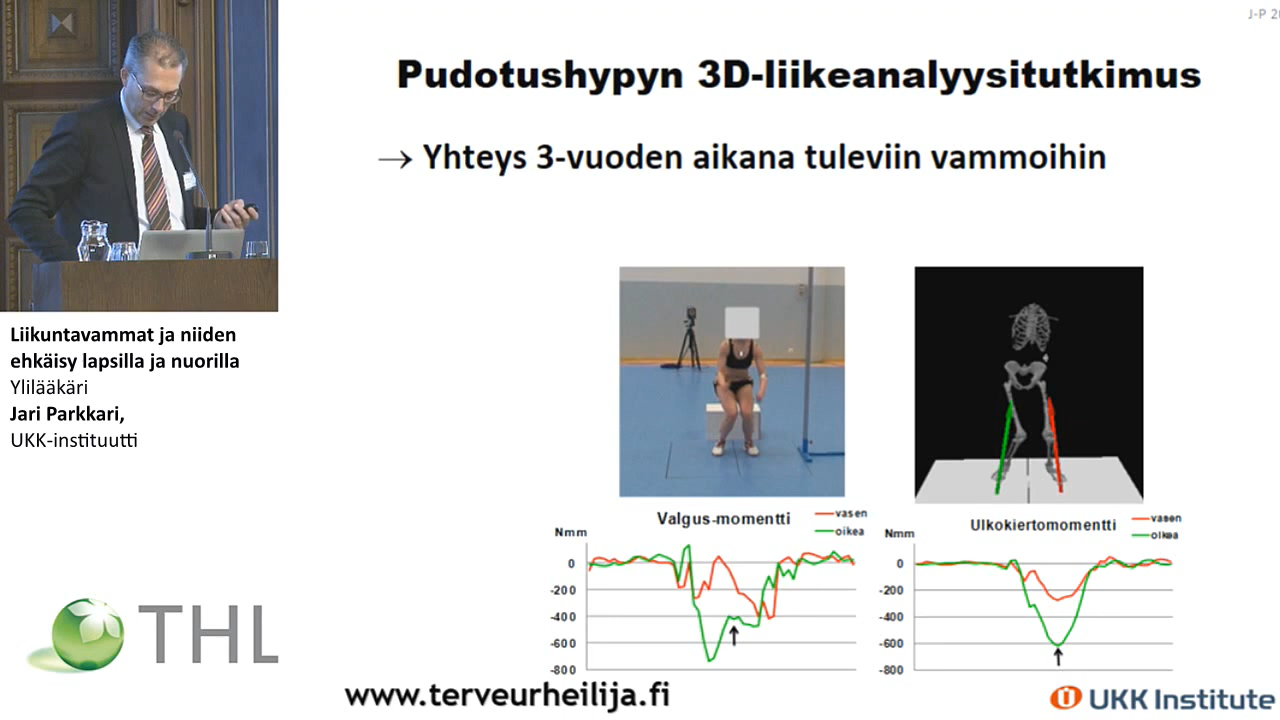 J-P 20
Pudotushypyn 3D-liikeanalyysitutkimus
→ Yhteys 3-vuoden aikana tuleviin vammoihin
Liikuntavammat ja niiden
ehkäisy lapsilla ja nuorilla
Ylilääkäri
Jari Parkkari,
UKK-instituutti
THL
Valgus-momentti
vasen
oikea
Nmm
0
-200
-400
-600
-800
Ulkokiertomomentti
vasen
oikea
Nmm
0
-200
-400
-600
-800
www.terveurheilija.fi
UKK Institute